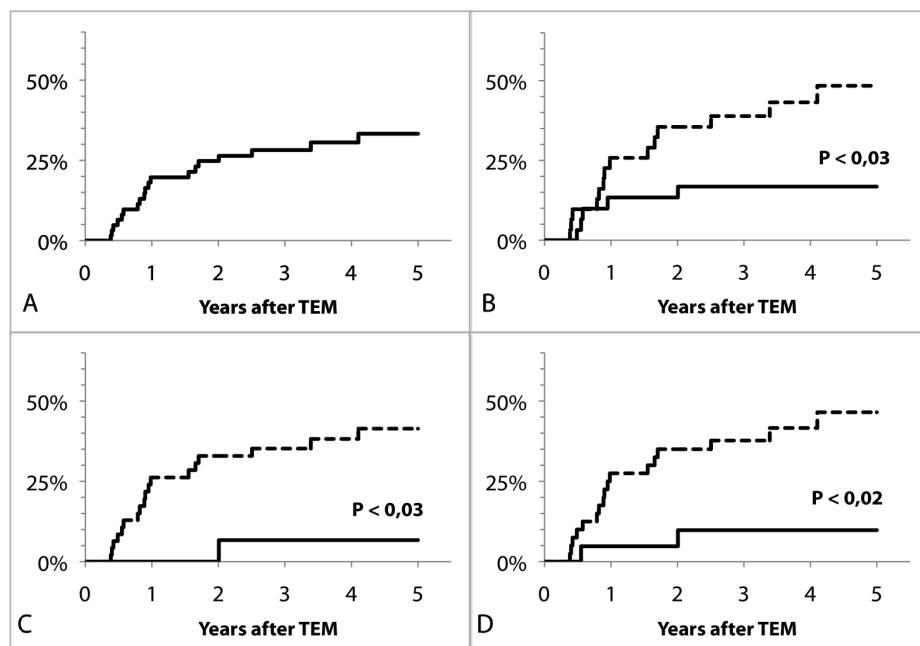 50%
25%
0%
0 1 2 3 4 5
Years after TEM
A
50%
P < 0,03
25%
0%
0 1 2 3 4 5
Years after TEM
B
50%
25%
P < 0,03
0%
0 1 2 3 4 5
Years after TEM
C
50%
25%
P < 0,02
0%
0 1 2 3 4 5
Years after TEM
D